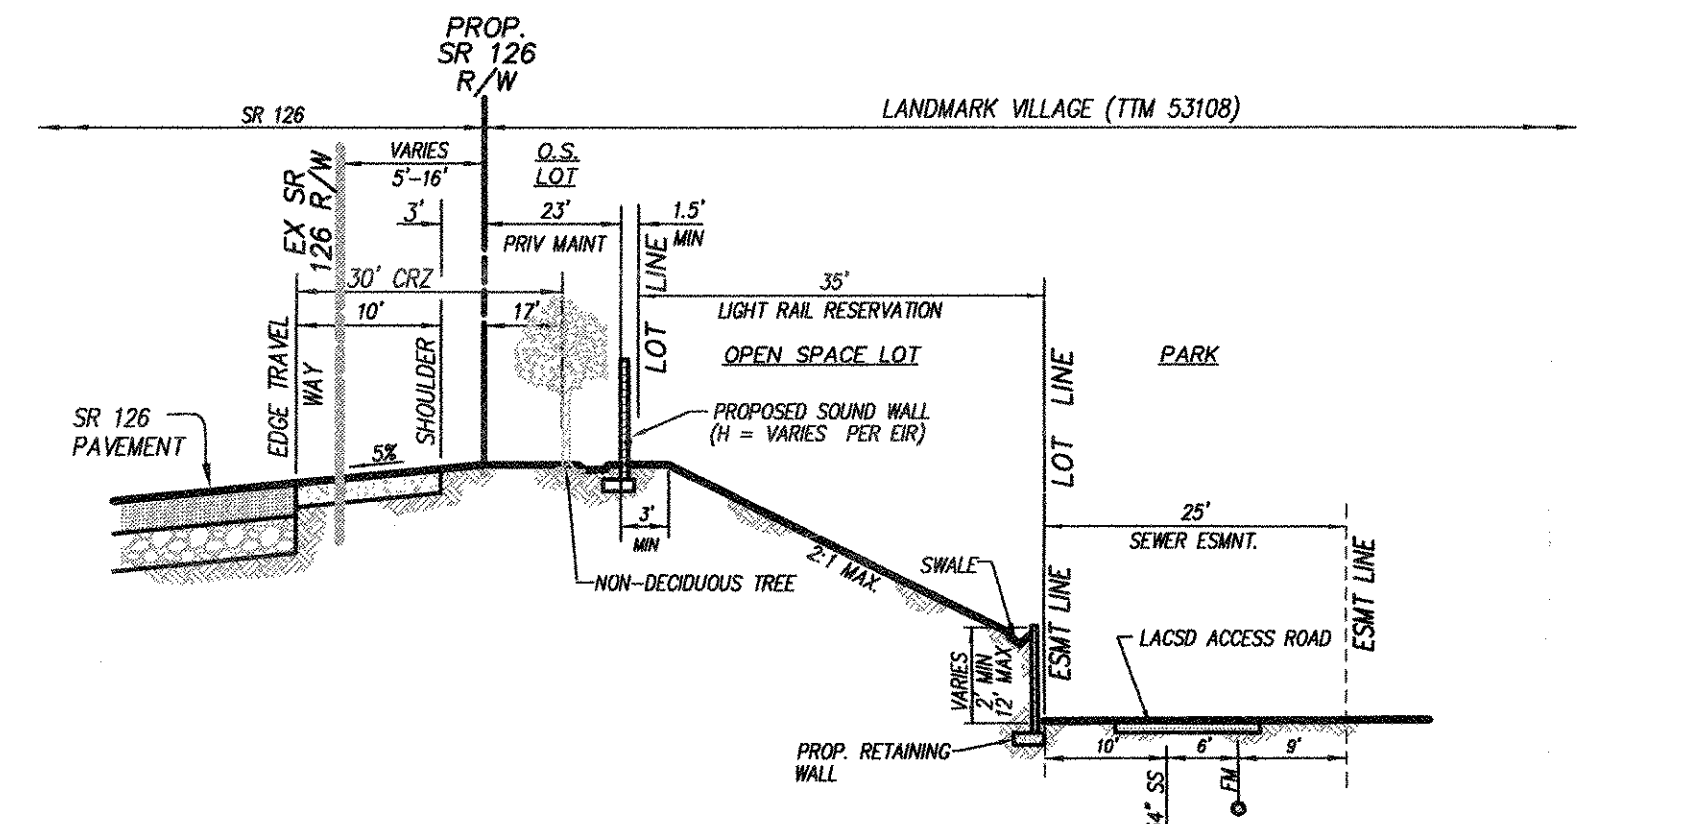 PROP.
SR 126
R/W
SR 126
LANDMARK VILLAGE (TTM 53108)
VARIES
5'-16'
O.S.
LOT
EX SR
126 R/W
3'
23'
PRIV MAINT
1.5'
MIN
LOT LINE
30' CRZ
35'
LIGHT RAIL RESERVATION
10'
17'
OPEN SPACE LOT
PARK
EDGE TRAVEL
WAY
SHOULDER
LOT LINE
SR 126
PAVEMENT
PROPOSED SOUND WALL
(H = VARIES PER EIR)
5%
3'
MIN
25'
SEWER ESMNT.
NON-DECIDUOUS TREE
2:1 MAX.
SWALE
ESMT LINE
ESMT LINE
LACSD ACCESS ROAD
VARIES
2' MIN
12' MAX
PROP. RETAINING
WALL
10'
6'
9'
4" SS
FM